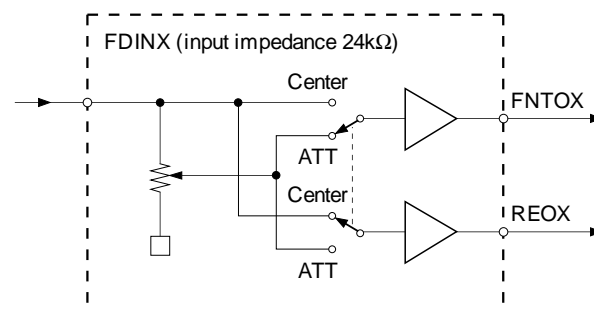 FDINX (input impedance 24kΩ)
Center
FNTOX
ATT
Center
REOX
ATT